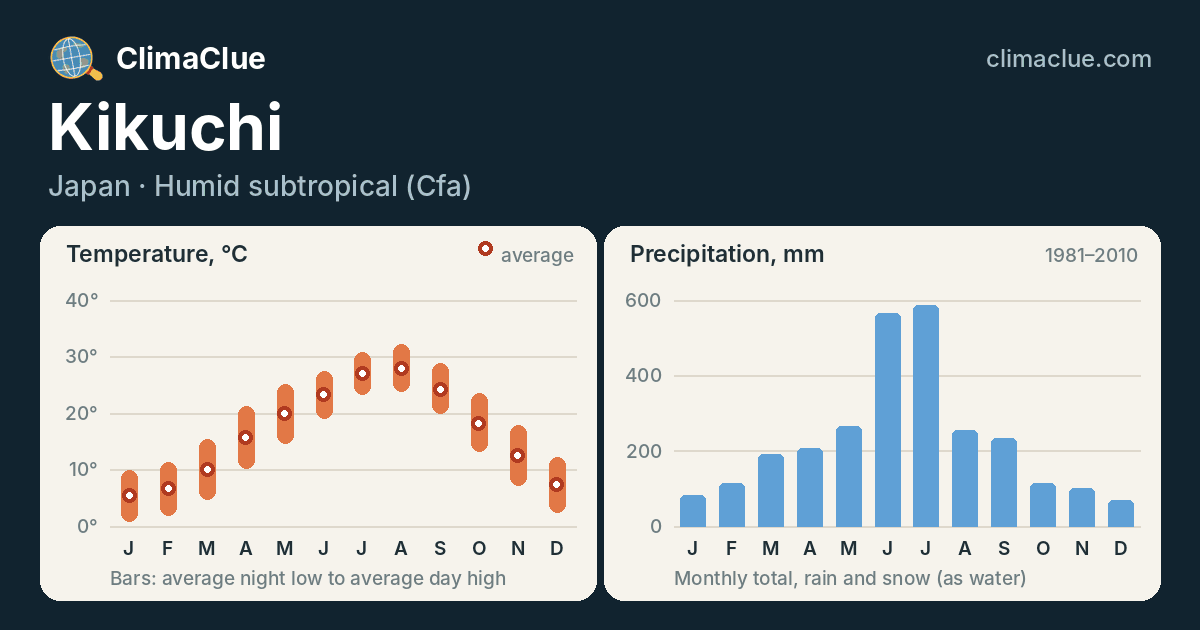 ClimaClue
climaclue.com
Kikuchi
Japan · Humid subtropical (Cfa)
Temperature, °C
average
40°
30°
20°
10°
0°
J F M A M J J A S O N D
Bars: average night low to average day high
Precipitation, mm
1981–2010
600
400
200
0
J F M A M J J A S O N D
Monthly total, rain and snow (as water)